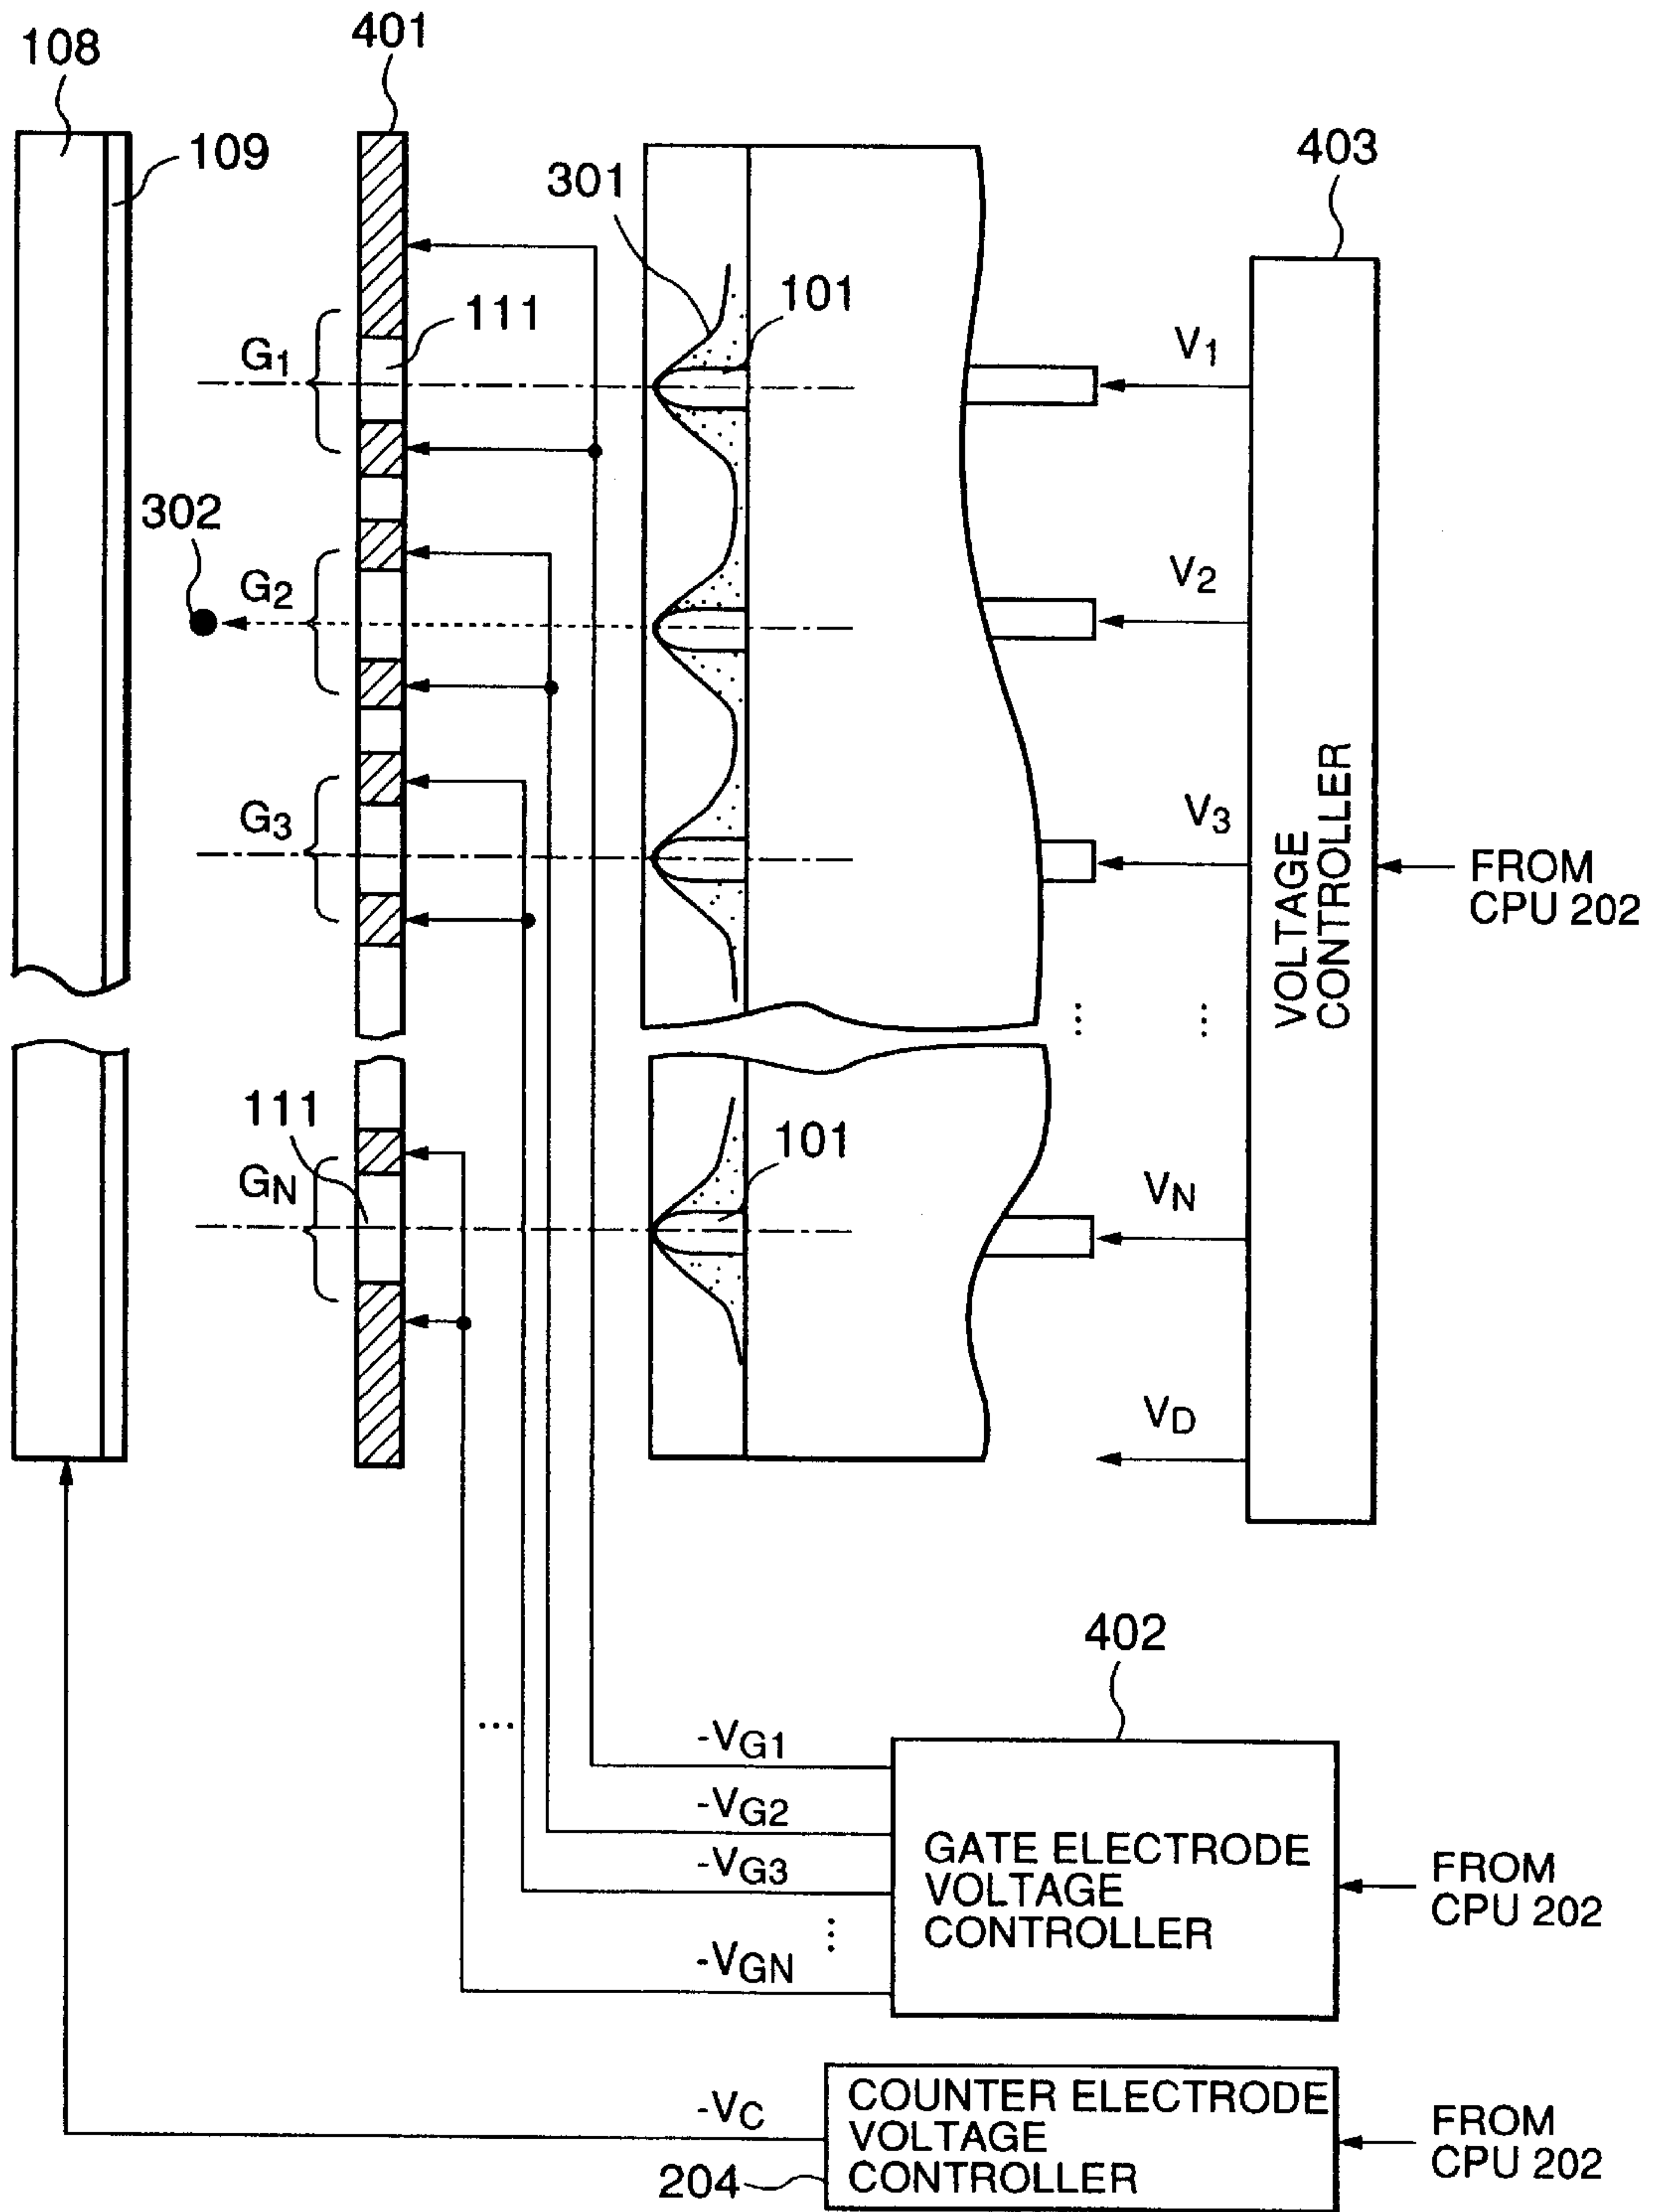 401
108
109
403
301
101
111
V1
G1
302
G2
V2
G3
V3
VOLTAGE
CONTROLLER
FROM
CPU 202
...
...
111
101
GN
VN
VD
402
...
-VG1
-VG2
-VG3
...
-VGN
GATE ELECTRODE
VOLTAGE
CONTROLLER
FROM
CPU 202
-VC
COUNTER ELECTRODE
VOLTAGE
CONTROLLER
204
FROM
CPU 202